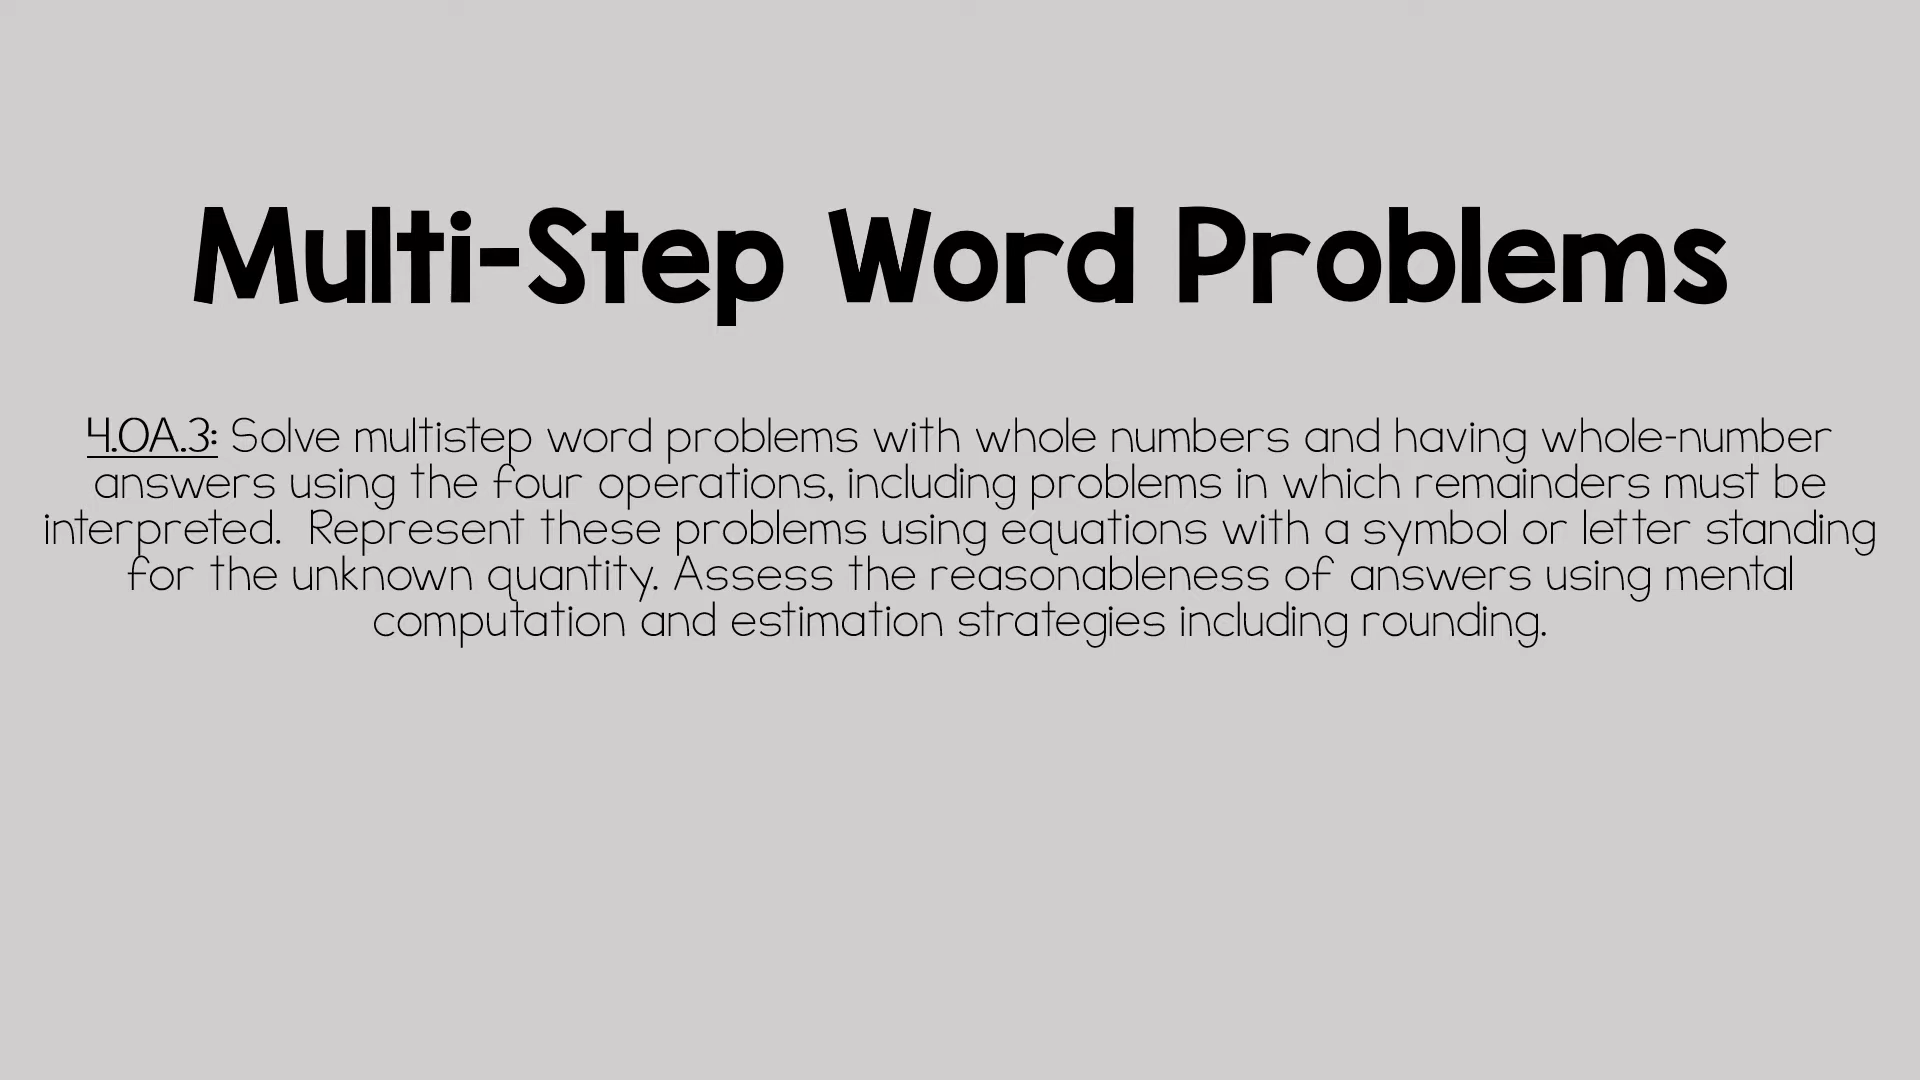 Multi-Step Word Problems
4.OA.3: Solve multistep word problems with whole numbers and having whole-number
answers using the four operations, including problems in which remainders must be
interpreted.  Represent these problems using equations with a symbol or letter standing
for the unknown quantity. Assess the reasonableness of answers using mental
computation and estimation strategies including rounding.